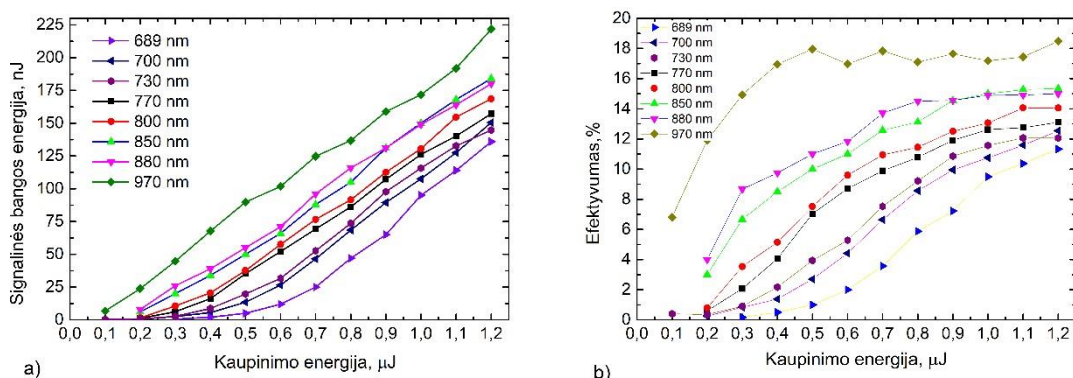 225
200
175
150
125
100
75
50
25
0
Signalinės bangos energija, nJ
689 nm
700 nm
730 nm
770 nm
800 nm
850 nm
880 nm
970 nm
0,0 0,1 0,2 0,3 0,4 0,5 0,6 0,7 0,8 0,9 1,0 1,1 1,2
Kaupinimo energija, µJ
a)
20
18
16
14
12
10
8
6
4
2
0
Efektyvumas,%
689 nm
700 nm
730 nm
770 nm
800 nm
850 nm
880 nm
970 nm
0,0 0,1 0,2 0,3 0,4 0,5 0,6 0,7 0,8 0,9 1,0 1,1 1,2
Kaupinimo energija, µJ
b)